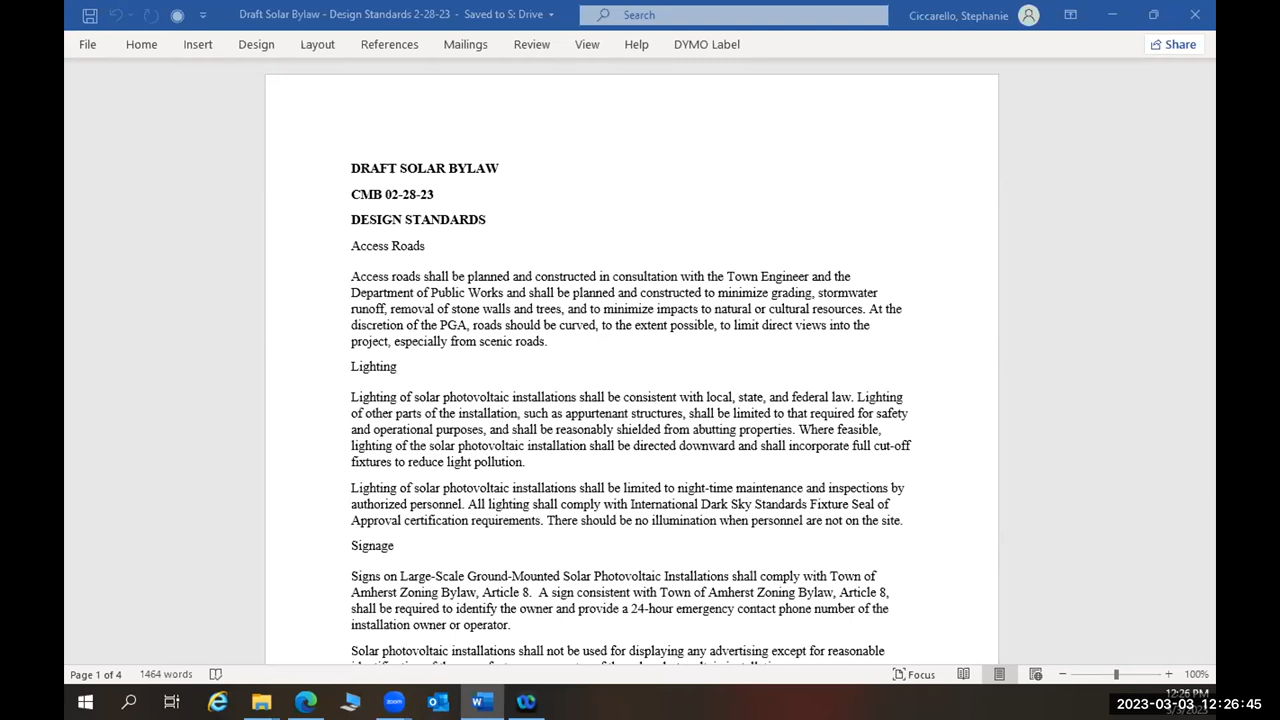 Draft Solar Bylaw - Design Standards 2-28-23 - Saved to S: Drive
Search
Ciccarello, Stephanie
File Home Insert Design Layout References Mailings Review View Help DYMO Label Share
DRAFT SOLAR BYLAW
CMB 02-28-23
DESIGN STANDARDS
Access Roads
Access roads shall be planned and constructed in consultation with the Town Engineer and the
Department of Public Works and shall be planned and constructed to minimize grading, stormwater
runoff, removal of stone walls and trees, and to minimize impacts to natural or cultural resources. At the
discretion of the PGA, roads should be curved, to the extent possible, to limit direct views into the
project, especially from scenic roads.
Lighting
Lighting of solar photovoltaic installations shall be consistent with local, state, and federal law. Lighting
of other parts of the installation, such as appurtenant structures, shall be limited to that required for safety
and operational purposes, and shall be reasonably shielded from abutting properties. Where feasible,
lighting of the solar photovoltaic installation shall be directed downward and shall incorporate full cut-off
fixtures to reduce light pollution.
Lighting of solar photovoltaic installations shall be limited to night-time maintenance and inspections by
authorized personnel. All lighting shall comply with International Dark Sky Standards Fixture Seal of
Approval certification requirements. There should be no illumination when personnel are not on the site.
Signage
Signs on Large-Scale Ground-Mounted Solar Photovoltaic Installations shall comply with Town of
Amherst Zoning Bylaw, Article 8. A sign consistent with Town of Amherst Zoning Bylaw, Article 8,
shall be required to identify the owner and provide a 24-hour emergency contact phone number of the
installation owner or operator.
Solar photovoltaic installations shall not be used for displaying any advertising except for reasonable
Page 1 of 4 1464 words Focus 100%
zoom
12:26 PM
2023-03-03 12:26:45